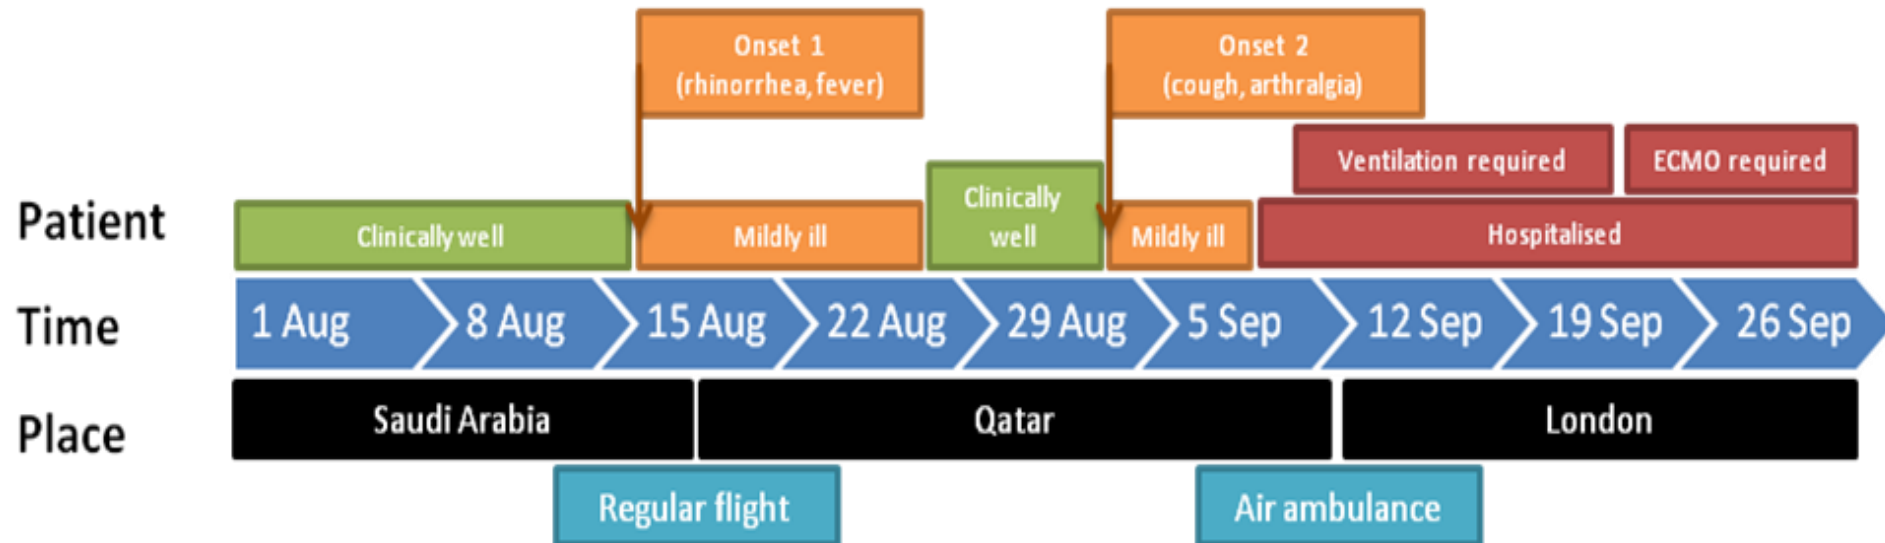 Onset 1
(rhinorrhea, fever)
Onset 2
(cough, arthralgia)
Ventilation required
ECMO required
Patient
Clinically well
Mildly ill
Clinically
well
Mildly ill
Hospitalised
Time
1 Aug
8 Aug
15 Aug
22 Aug
29 Aug
5 Sep
12 Sep
19 Sep
26 Sep
Place
Saudi Arabia
Qatar
London
Regular flight
Air ambulance